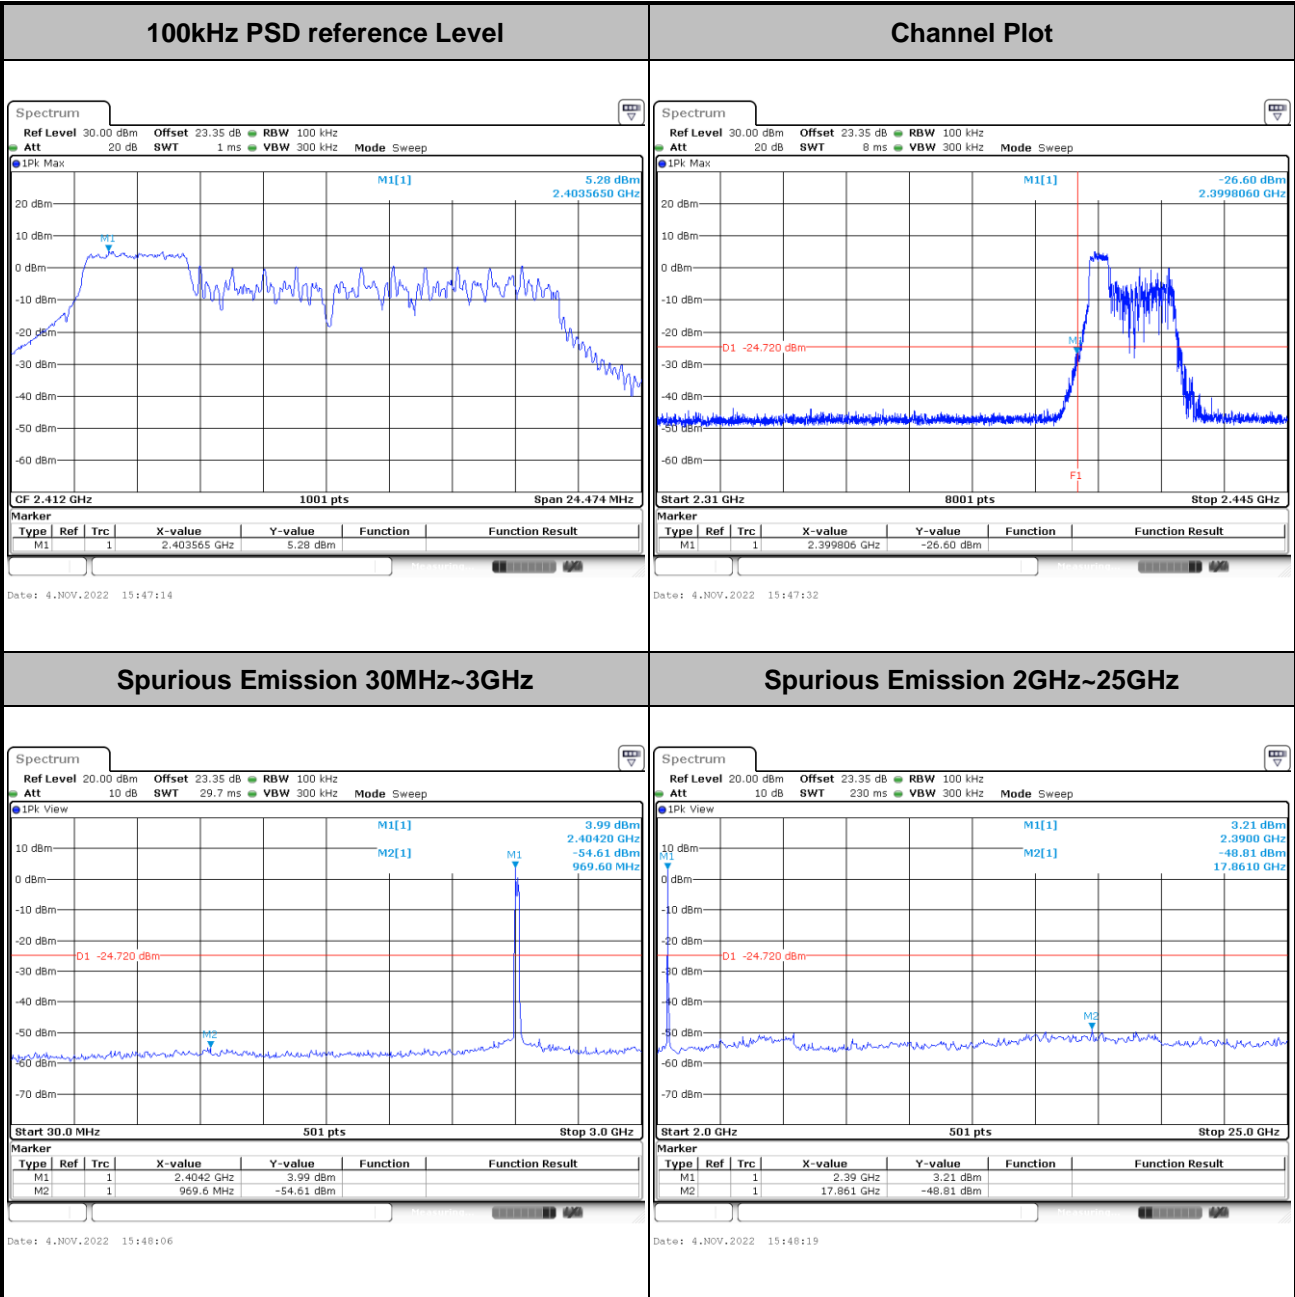 100kHz PSD reference Level
Spectrum
Ref Level 30.00 dBm Offset 23.35 dB RBW 100 kHz
Att 20 dB SWT 1 ms VBW 300 kHz Mode Sweep
1Pk Max
M1[1] 5.28 dBm
2.4035650 GHz
20 dBm
10 dBm
M1
0 dBm
-10 dBm
-20 dBm
-30 dBm
-40 dBm
-50 dBm
-60 dBm
CF 2.412 GHz 1001 pts Span 24.474 MHz
Marker
Type Ref Trc X-value Y-value Function Function Result
M1 1 2.403565 GHz 5.28 dBm
Measuring
Date: 4.NOV.2022 15:47:14
Channel Plot
Spectrum
Ref Level 30.00 dBm Offset 23.35 dB RBW 100 kHz
Att 20 dB SWT 8 ms VBW 300 kHz Mode Sweep
1Pk Max
M1[1] -26.60 dBm
2.3998060 GHz
20 dBm
10 dBm
0 dBm
-10 dBm
-20 dBm
D1 -24.720 dBm
-30 dBm
-40 dBm
-50 dBm
-60 dBm
F1
Start 2.31 GHz 8001 pts Stop 2.445 GHz
Marker
Type Ref Trc X-value Y-value Function Function Result
M1 1 2.399806 GHz -26.60 dBm
Date: 4.NOV.2022 15:47:32
Spurious Emission 30MHz~3GHz
Spectrum
Ref Level 20.00 dBm Offset 23.35 dB RBW 100 kHz
Att 10 dB SWT 29.7 ms VBW 300 kHz Mode Sweep
1Pk View
M1[1] 3.99 dBm
2.40420 GHz
M2[1] -54.61 dBm
969.60 MHz
10 dBm
M1
0 dBm
-10 dBm
-20 dBm
D1 -24.720 dBm
-30 dBm
-40 dBm
-50 dBm
M2
-60 dBm
-70 dBm
Start 30.0 MHz 501 pts Stop 3.0 GHz
Marker
Type Ref Trc X-value Y-value Function Function Result
M1 1 2.4042 GHz 3.99 dBm
M2 1 969.6 MHz -54.61 dBm
Measuring
Date: 4.NOV.2022 15:48:06
Spurious Emission 2GHz~25GHz
Spectrum
Ref Level 20.00 dBm Offset 23.35 dB RBW 100 kHz
Att 10 dB SWT 230 ms VBW 300 kHz Mode Sweep
1Pk View
M1[1] 3.21 dBm
2.3900 GHz
M2[1] -48.81 dBm
17.8610 GHz
10 dBm
M1
0 dBm
-10 dBm
-20 dBm
D1 -24.720 dBm
-30 dBm
-40 dBm
M2
-50 dBm
-60 dBm
-70 dBm
Start 2.0 GHz 501 pts Stop 25.0 GHz
Marker
Type Ref Trc X-value Y-value Function Function Result
M1 1 2.39 GHz 3.21 dBm
M2 1 17.861 GHz -48.81 dBm
Date: 4.NOV.2022 15:48:19